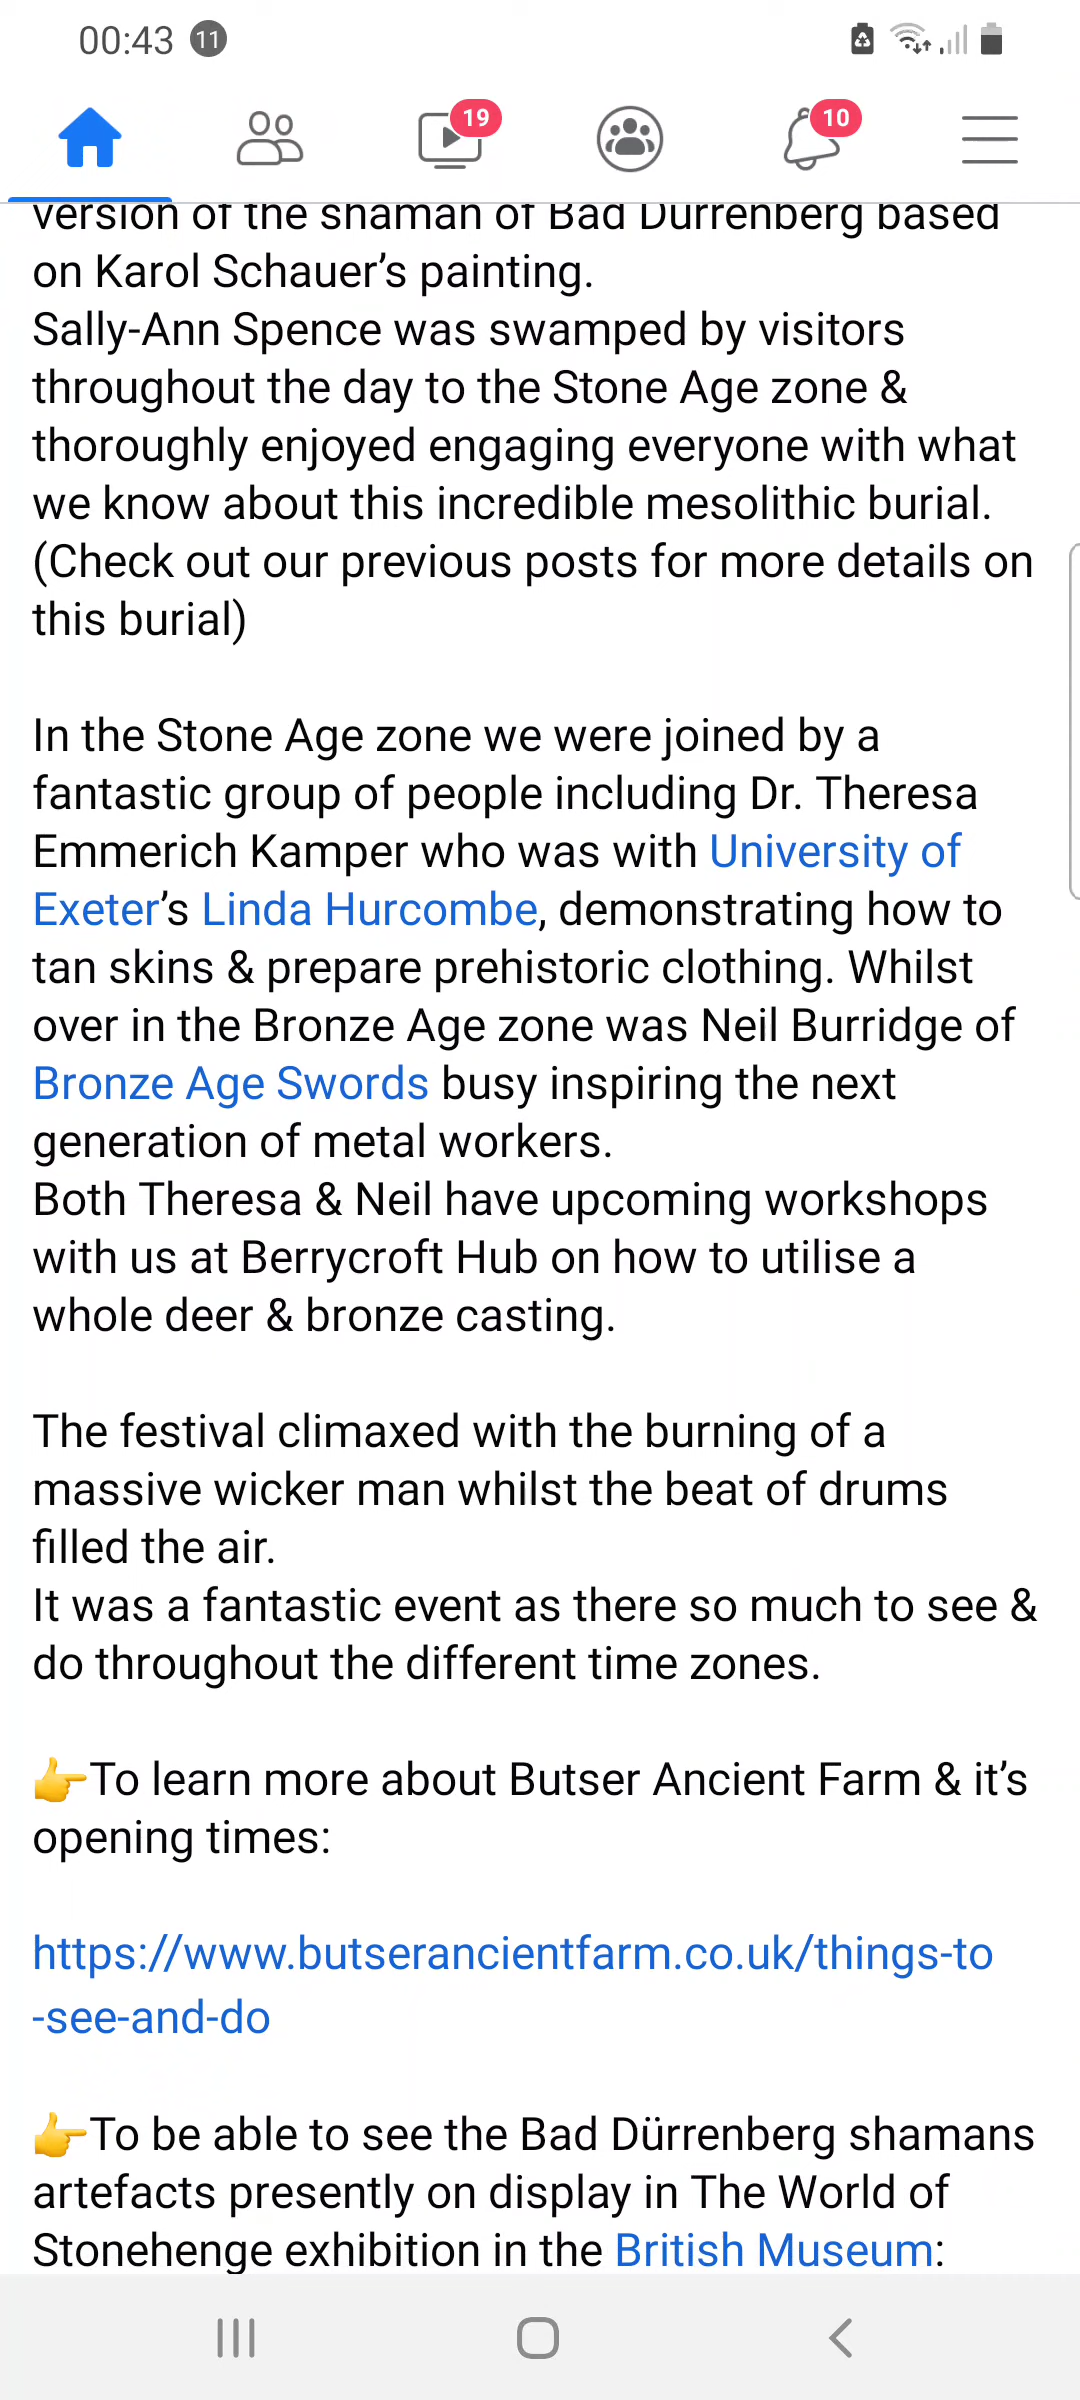 00:43 11
19
10
version of the shaman of Bad Dürrenberg based
on Karol Schauer’s painting.
Sally-Ann Spence was swamped by visitors
throughout the day to the Stone Age zone &
thoroughly enjoyed engaging everyone with what
we know about this incredible mesolithic burial.
(Check out our previous posts for more details on
this burial)
In the Stone Age zone we were joined by a
fantastic group of people including Dr. Theresa
Emmerich Kamper who was with University of
Exeter’s Linda Hurcombe, demonstrating how to
tan skins & prepare prehistoric clothing. Whilst
over in the Bronze Age zone was Neil Burridge of
Bronze Age Swords busy inspiring the next
generation of metal workers.
Both Theresa & Neil have upcoming workshops
with us at Berrycroft Hub on how to utilise a
whole deer & bronze casting.
The festival climaxed with the burning of a
massive wicker man whilst the beat of drums
filled the air.
It was a fantastic event as there so much to see &
do throughout the different time zones.
👉To learn more about Butser Ancient Farm & it’s
opening times:
https://www.butserancientfarm.co.uk/things-to
-see-and-do
👉To be able to see the Bad Dürrenberg shamans
artefacts presently on display in The World of
Stonehenge exhibition in the British Museum: